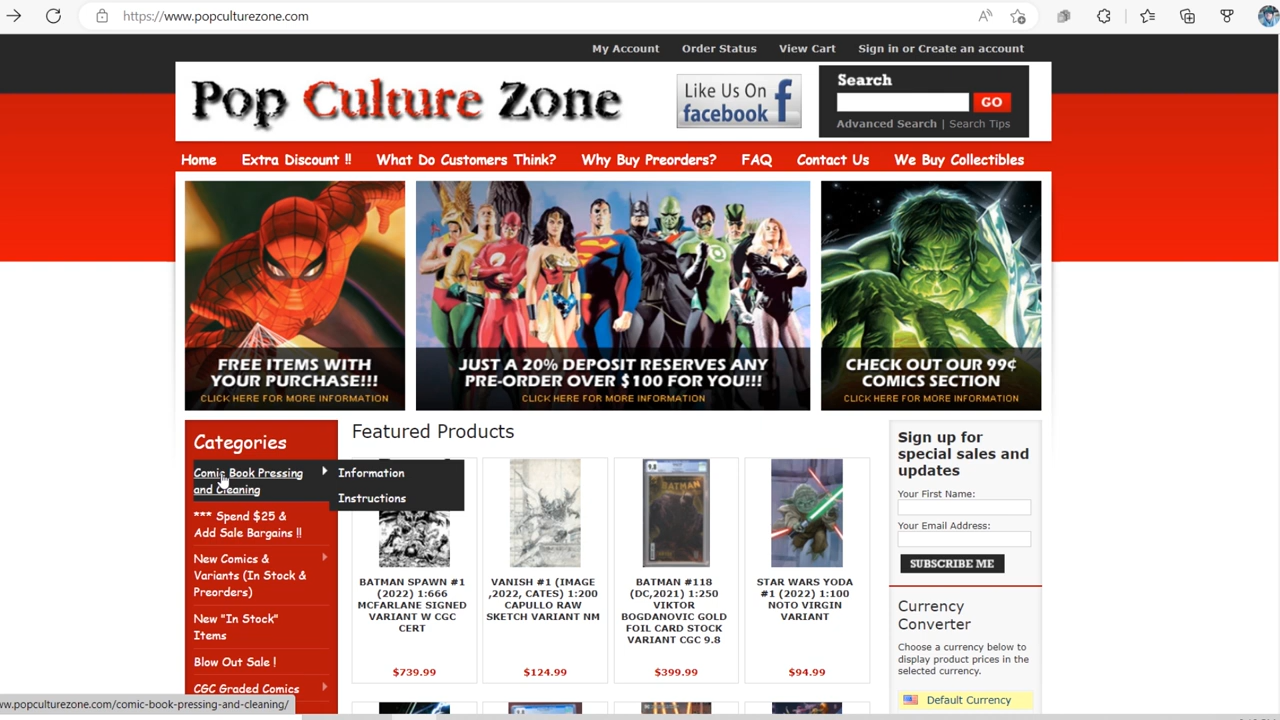 https://www.popculturezone.com
My Account Order Status View Cart Sign in or Create an account
Pop Culture Zone
Like Us On
facebook
Search
GO
Advanced Search | Search Tips
Home Extra Discount !! What Do Customers Think? Why Buy Preorders? FAQ Contact Us We Buy Collectibles
FREE ITEMS WITH
YOUR PURCHASE!!!
CLICK HERE FOR MORE INFORMATION
JUST A 20% DEPOSIT RESERVES ANY
PRE-ORDER OVER $100 FOR YOU!!!
CLICK HERE FOR MORE INFORMATION
CHECK OUT OUR 99¢
COMICS SECTION
CLICK HERE FOR MORE INFORMATION
Categories
Comic Book Pressing
and Cleaning
Information
Instructions
*** Spend $25 &
Add Sale Bargains !!
New Comics &
Variants (In Stock &
Preorders)
New "In Stock"
Items
Blow Out Sale !
CGC Graded Comics
Featured Products
BATMAN SPAWN #1
(2022) 1:666
MCFARLANE SIGNED
VARIANT W CGC
CERT
$739.99
VANISH #1 (IMAGE
,2022, CATES) 1:200
CAPULLO RAW
SKETCH VARIANT NM
$124.99
BATMAN #118
(DC,2021) 1:250
VIKTOR
BOGDANOVIC GOLD
FOIL CARD STOCK
VARIANT CGC 9.8
$399.99
STAR WARS YODA
#1 (2022) 1:100
NOTO VIRGIN
VARIANT
$94.99
Sign up for
special sales and
updates
Your First Name:
Your Email Address:
SUBSCRIBE ME
Currency
Converter
Choose a currency below to
display product prices in the
selected currency.
Default Currency
ww.popculturezone.com/comic-book-pressing-and-cleaning/